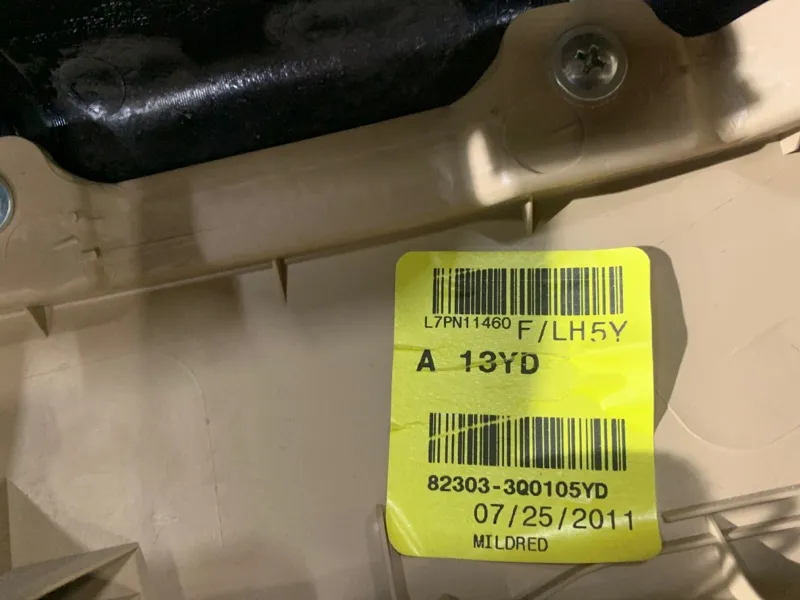 L7PN11460 F/LH5Y
A 13YD
82303-3Q0105YD
07/25/2011
MILDRED